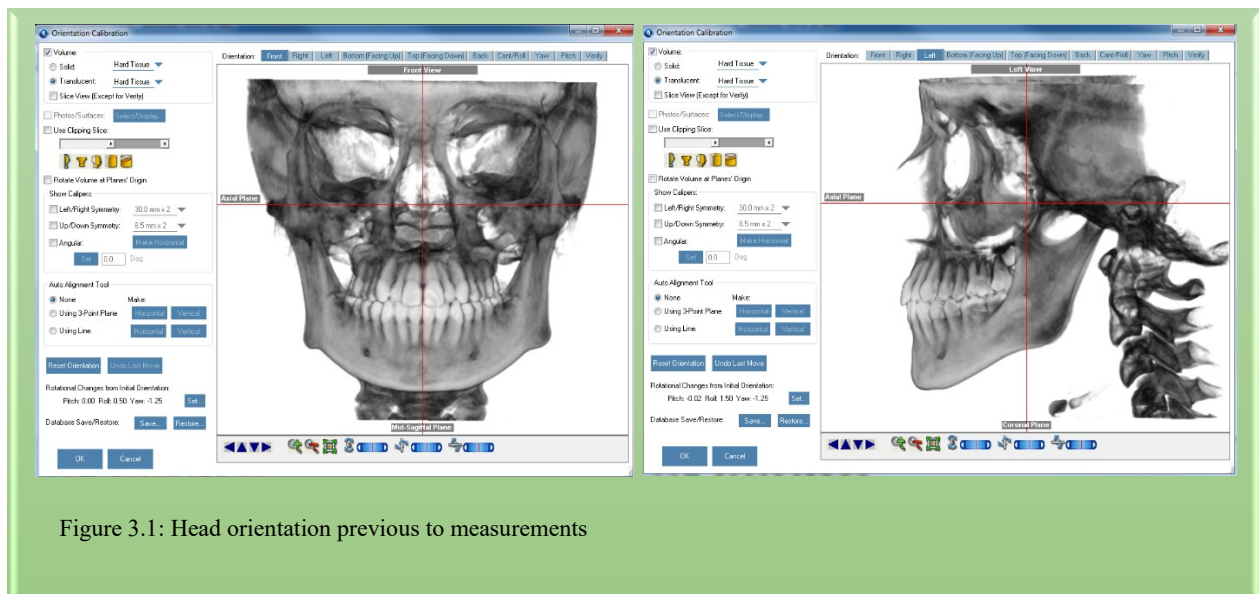 Orientation Calibration
Volume:
Solid: Hard Tissue
Translucent: Hard Tissue
Slice View (Except for Verify)
Photos/Surfaces: Select/Display...
Use Clipping Slice:
Rotate Volume at Planes' Origin
Show Calipers:
Left/Right Symmetry: 30.0 mm x 2
Up/Down Symmetry: 8.5 mm x 2
Angular: Make Horizontal
Set 0.0 Deg
Auto Alignment Tool
None Make:
Using 3-Point Plane Horizontal Vertical
Using Line: Horizontal Vertical
Reset Orientation Undo Last Move
Rotational Changes from Initial Orientation:
Pitch: 0.00 Roll: 0.50 Yaw: -1.25 Set...
Database Save/Restore: Save... Restore...
OK Cancel
Orientation: Front Right Left Bottom (Facing Up) Top (Facing Down) Back Cant/Roll Yaw Pitch Verify
Front View
Axial Plane
Mid-Sagittal Plane
Orientation Calibration
Volume:
Solid: Hard Tissue
Translucent: Hard Tissue
Slice View (Except for Verify)
Photos/Surfaces: Select/Display...
Use Clipping Slice:
Rotate Volume at Planes' Origin
Show Calipers:
Left/Right Symmetry: 30.0 mm x 2
Up/Down Symmetry: 8.5 mm x 2
Angular: Make Horizontal
Set 0.0 Deg
Auto Alignment Tool
None Make:
Using 3-Point Plane Horizontal Vertical
Using Line: Horizontal Vertical
Reset Orientation Undo Last Move
Rotational Changes from Initial Orientation:
Pitch: -0.02 Roll: 1.50 Yaw: -1.25 Set...
Database Save/Restore: Save... Restore...
OK Cancel
Orientation: Front Right Left Bottom (Facing Up) Top (Facing Down) Back Cant/Roll Yaw Pitch Verify
Left View
Axial Plane
Coronal Plane
Figure 3.1: Head orientation previous to measurements